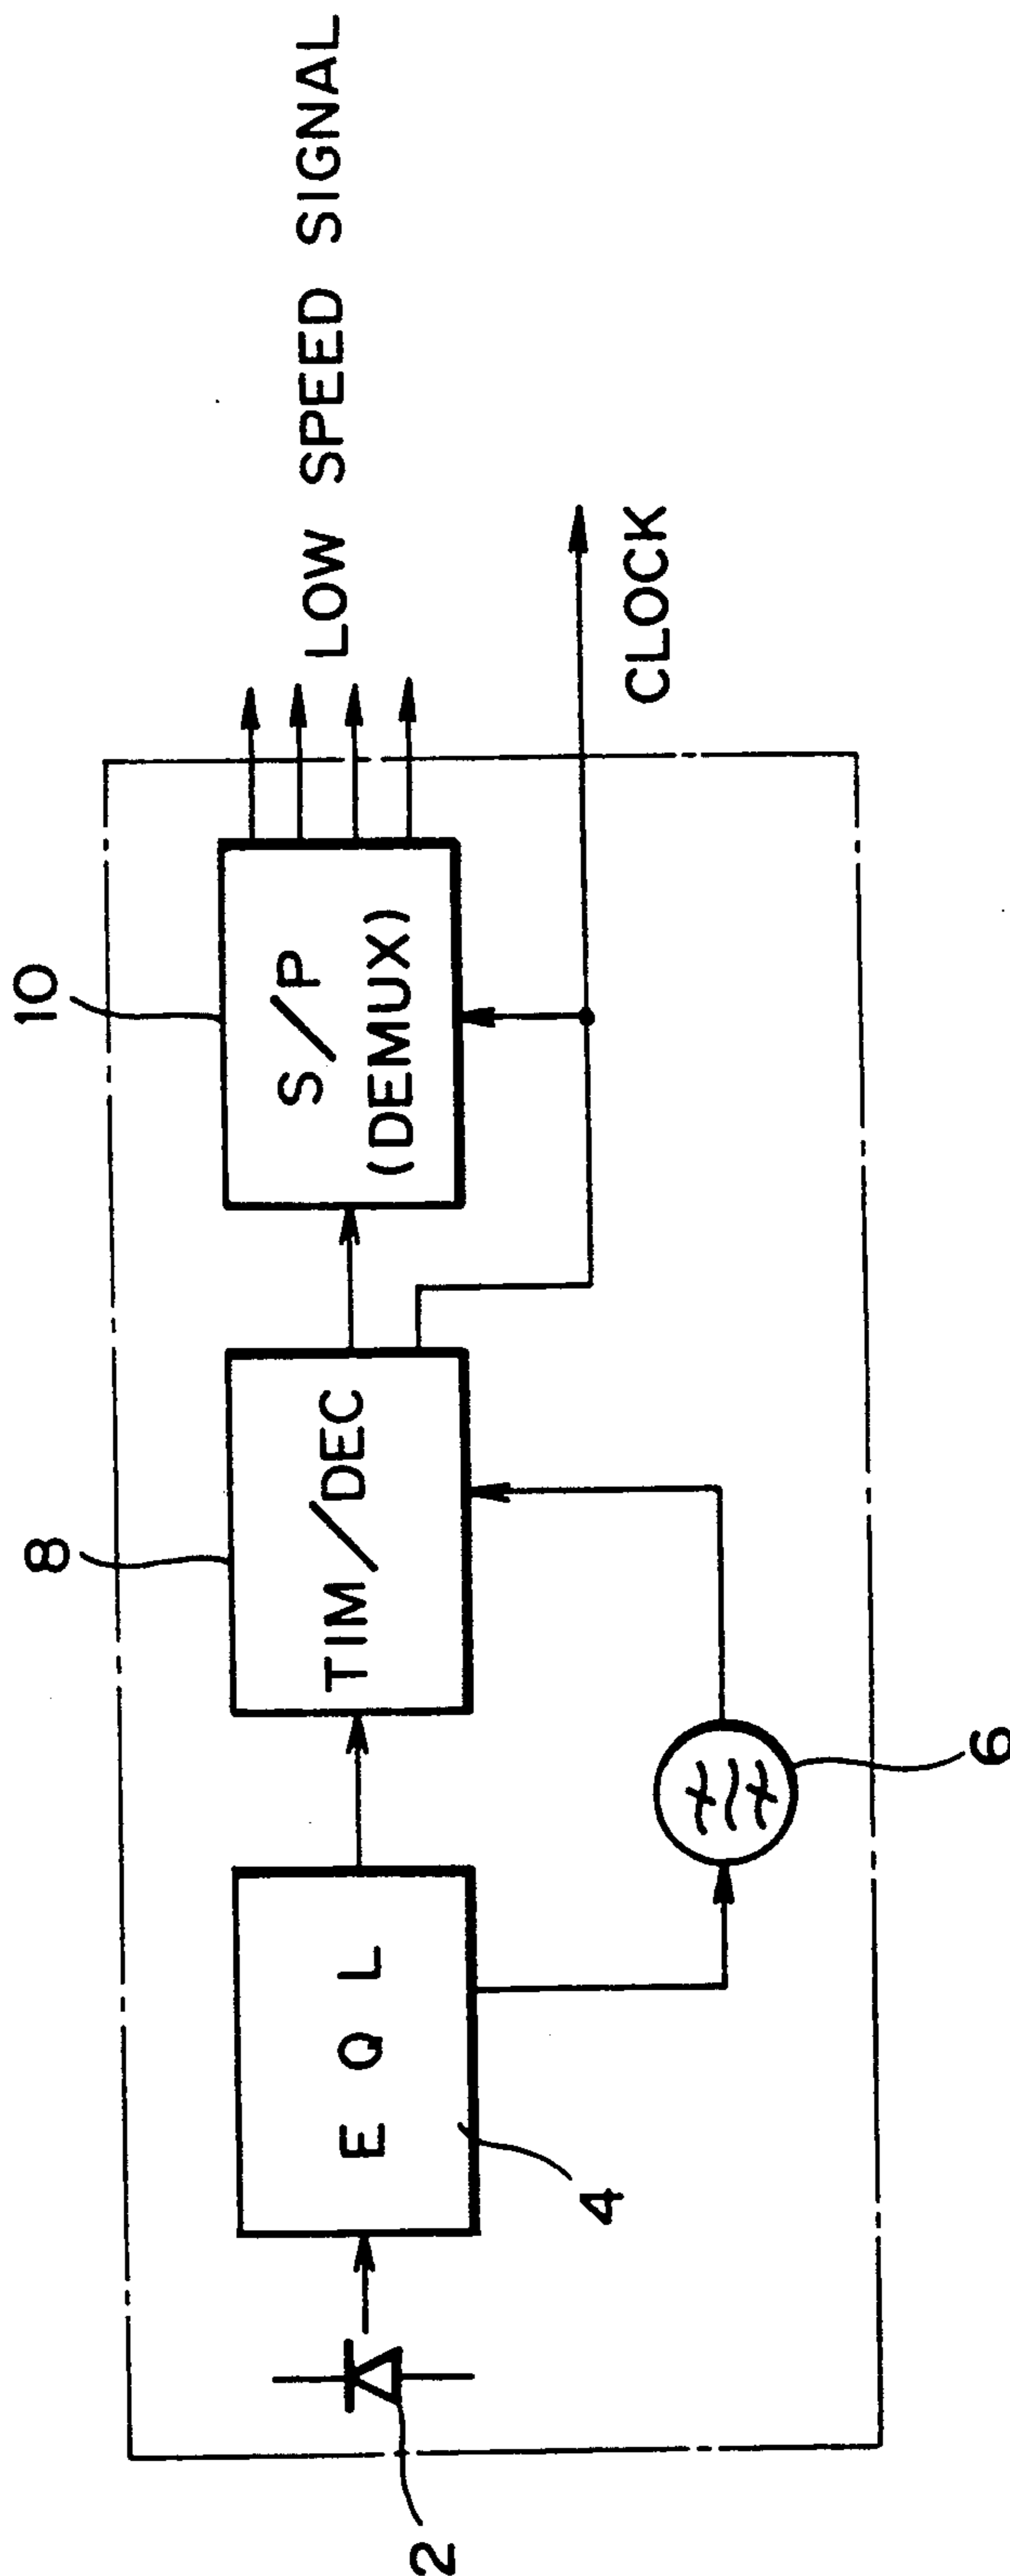 10
8
S/P
(DEMUX)
TIM/DEC
E Q L
LOW SPEED SIGNAL
CLOCK
2
4
6